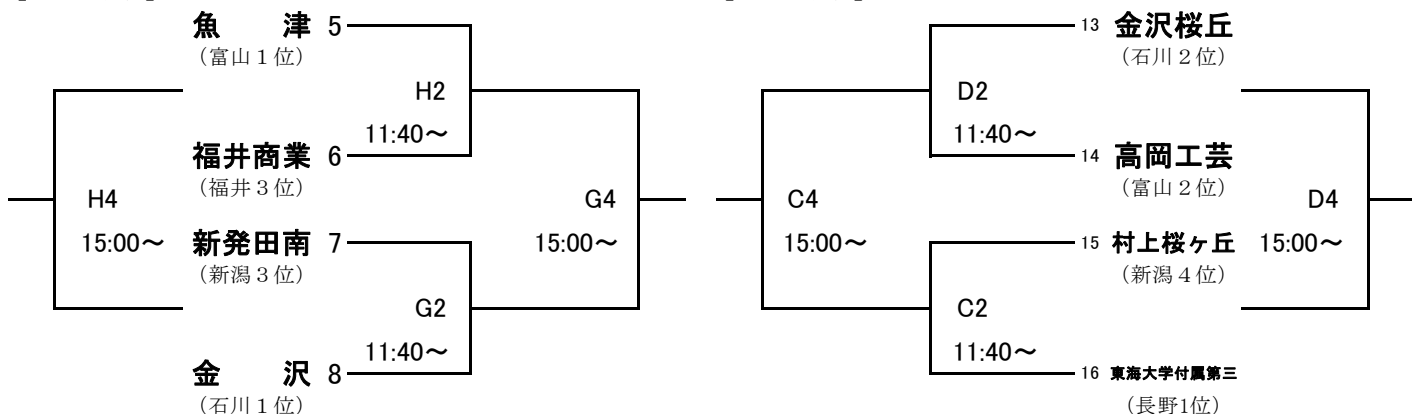 魚　　津 5
（富山１位）
H2
11:40～
福井商業 6
（福井３位）
H4
15:00～
G4
15:00～
新発田南 7
（新潟３位）
G2
11:40～
金　　沢 8
（石川１位）
13 金沢桜丘
（石川２位）
D2
11:40～
14 高岡工芸
（富山２位）
C4
15:00～
D4
15:00～
15 村上桜ヶ丘
（新潟４位）
C2
11:40～
16 東海大学付属第三
（長野1位）